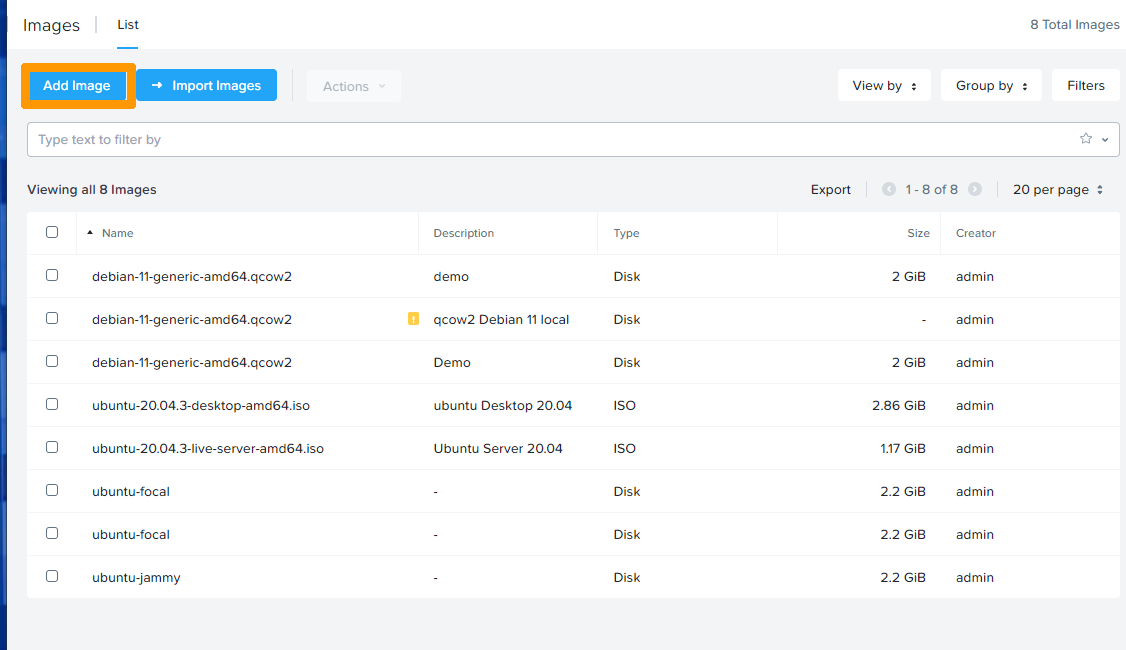 Images List 8 Total Images
Add Image → Import Images Actions View by Group by Filters
Type text to filter by
Viewing all 8 Images Export 1 - 8 of 8 20 per page
Name Description Type Size Creator
debian-11-generic-amd64.qcow2 demo Disk 2 GiB admin
debian-11-generic-amd64.qcow2 qcow2 Debian 11 local Disk - admin
debian-11-generic-amd64.qcow2 Demo Disk 2 GiB admin
ubuntu-20.04.3-desktop-amd64.iso ubuntu Desktop 20.04 ISO 2.86 GiB admin
ubuntu-20.04.3-live-server-amd64.iso Ubuntu Server 20.04 ISO 1.17 GiB admin
ubuntu-focal - Disk 2.2 GiB admin
ubuntu-focal - Disk 2.2 GiB admin
ubuntu-jammy - Disk 2.2 GiB admin